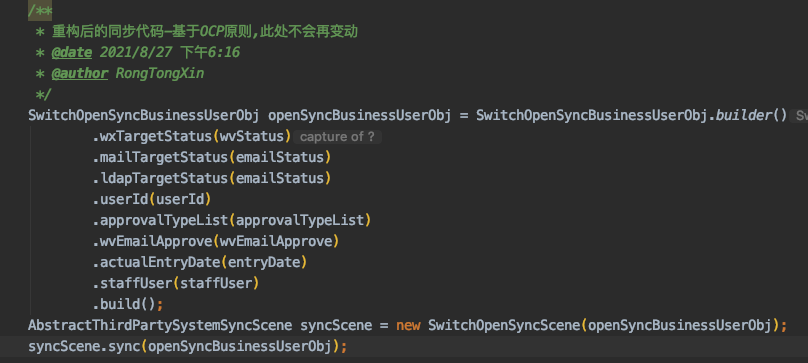 /**
* 重构后的同步代码—基于OCP原则,此处不会再变动
* @date 2021/8/27 下午6:16
* @author RongTongXin
*/
SwitchOpenSyncBusinessUserObj openSyncBusinessUserObj = SwitchOpenSyncBusinessUserObj.builder() Sw
.wxTargetStatus(wvStatus) capture of ?
.mailTargetStatus(emailStatus)
.ldapTargetStatus(emailStatus)
.userId(userId)
.approvalTypeList(approvalTypeList)
.wvEmailApprove(wvEmailApprove)
.actualEntryDate(entryDate)
.staffUser(staffUser)
.build();
AbstractThirdPartySystemSyncScene syncScene = new SwitchOpenSyncScene(openSyncBusinessUserObj);
syncScene.sync(openSyncBusinessUserObj);